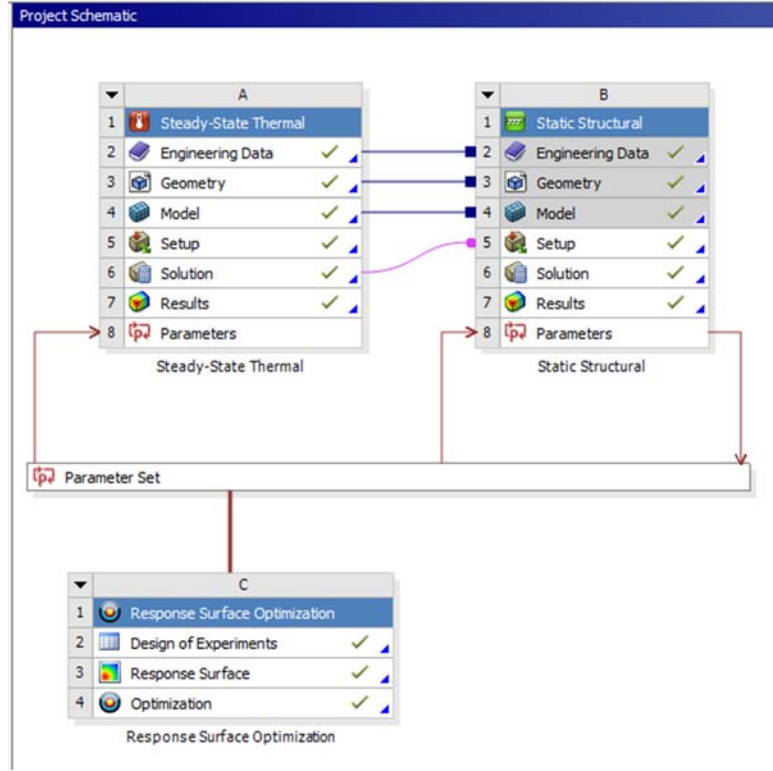 Project Schematic
A
1 Steady-State Thermal
2 Engineering Data
3 Geometry
4 Model
5 Setup
6 Solution
7 Results
8 Parameters
Steady-State Thermal
B
1 Static Structural
2 Engineering Data
3 Geometry
4 Model
5 Setup
6 Solution
7 Results
8 Parameters
Static Structural
Parameter Set
C
1 Response Surface Optimization
2 Design of Experiments
3 Response Surface
4 Optimization
Response Surface Optimization